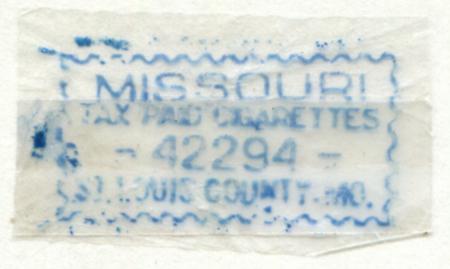 MISSOURI
TAX PAID CIGARETTES
- 42294 -
ST. LOUIS COUNTY. MO.